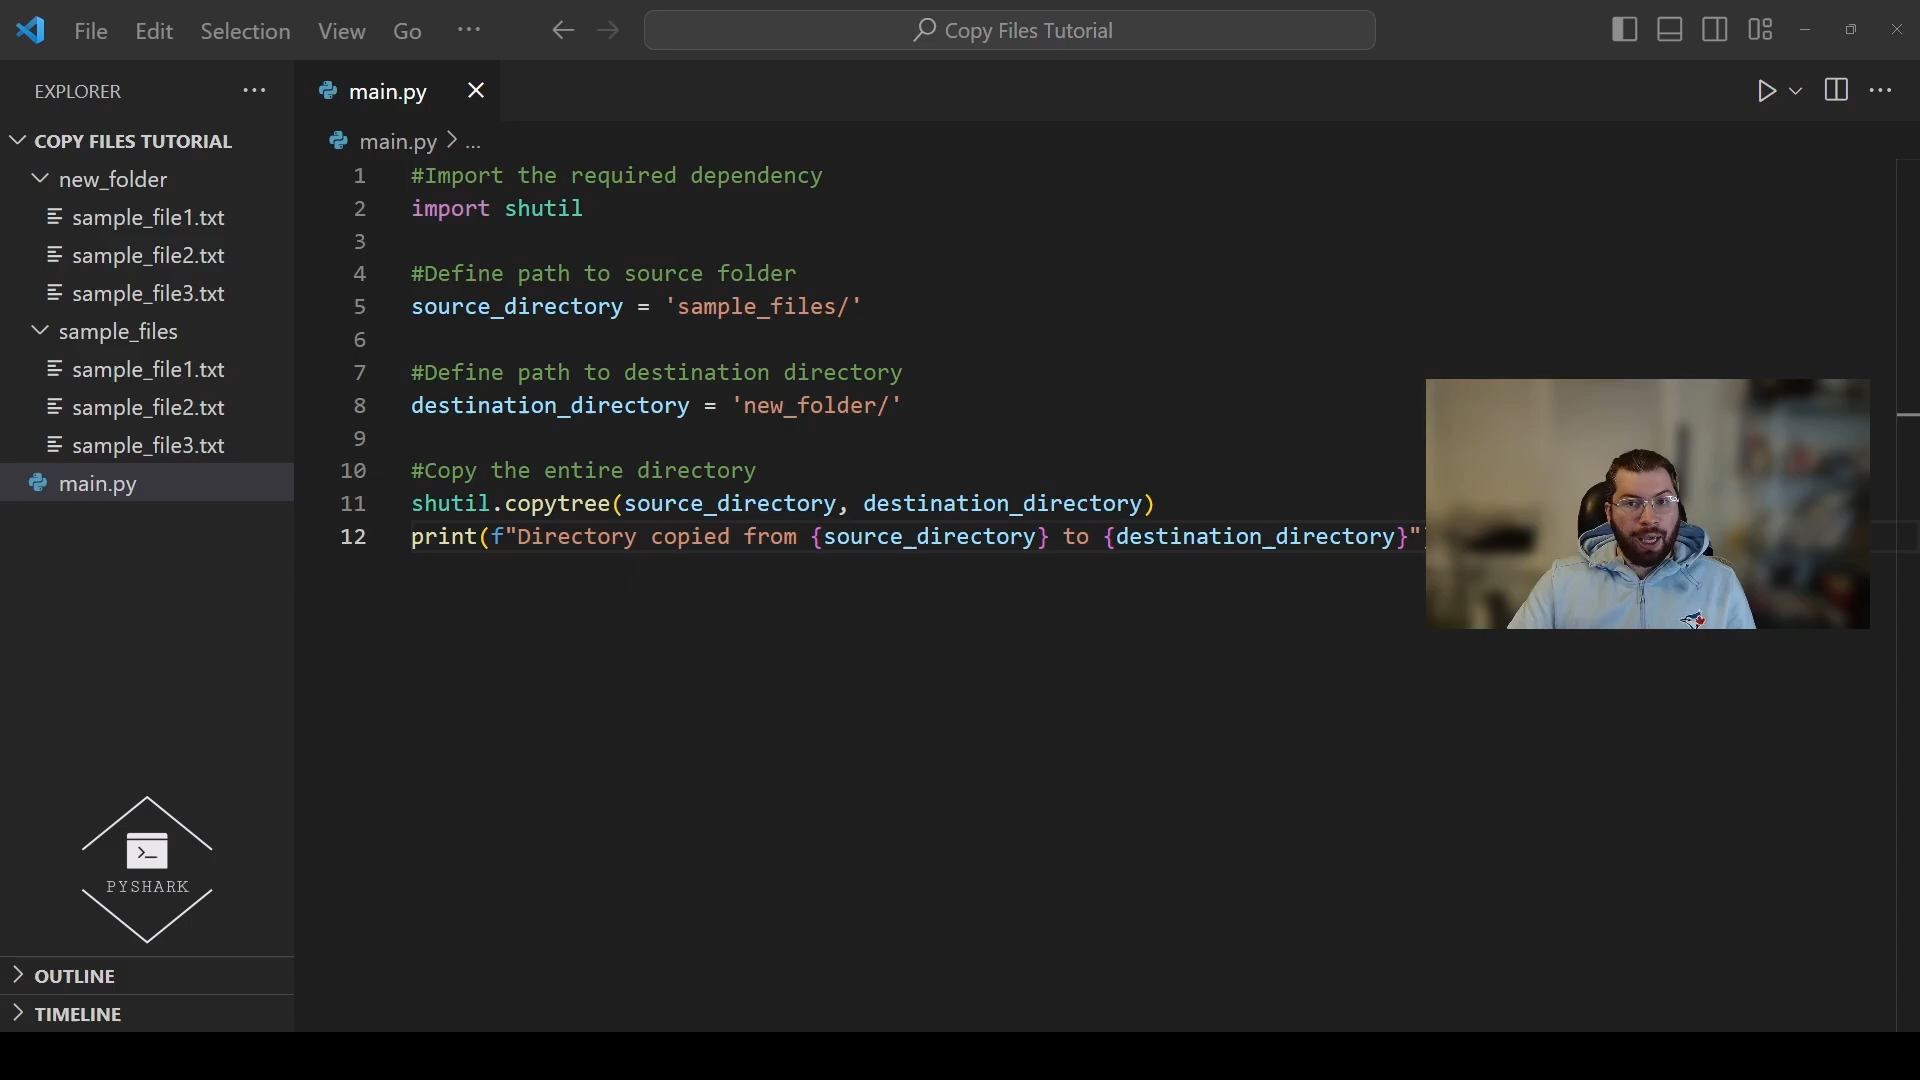 File Edit Selection View Go ...
Copy Files Tutorial
EXPLORER ...
COPY FILES TUTORIAL
new_folder
sample_file1.txt
sample_file2.txt
sample_file3.txt
sample_files
sample_file1.txt
sample_file2.txt
sample_file3.txt
main.py
PYSHARK
OUTLINE
TIMELINE
main.py
main.py > ...
1 #Import the required dependency
2 import shutil
3
4 #Define path to source folder
5 source_directory = 'sample_files/'
6
7 #Define path to destination directory
8 destination_directory = 'new_folder/'
9
10 #Copy the entire directory
11 shutil.copytree(source_directory, destination_directory)
12 print(f"Directory copied from {source_directory} to {destination_directory}"